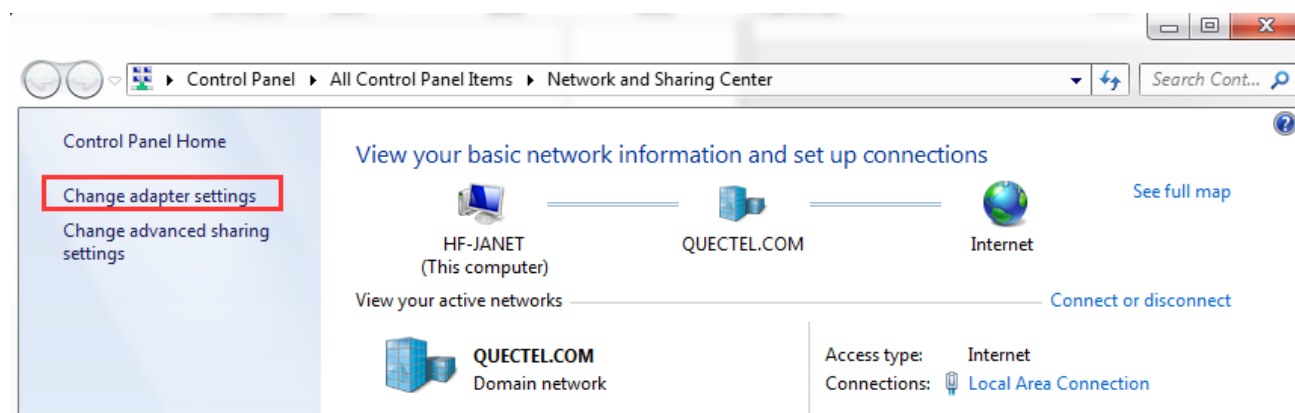 Control Panel ▸ All Control Panel Items ▸ Network and Sharing Center
Search Cont...
Control Panel Home
Change adapter settings
Change advanced sharing
settings
View your basic network information and set up connections
See full map
HF-JANET
(This computer)
QUECTEL.COM
Internet
View your active networks
Connect or disconnect
QUECTEL.COM
Domain network
Access type: Internet
Connections: Local Area Connection